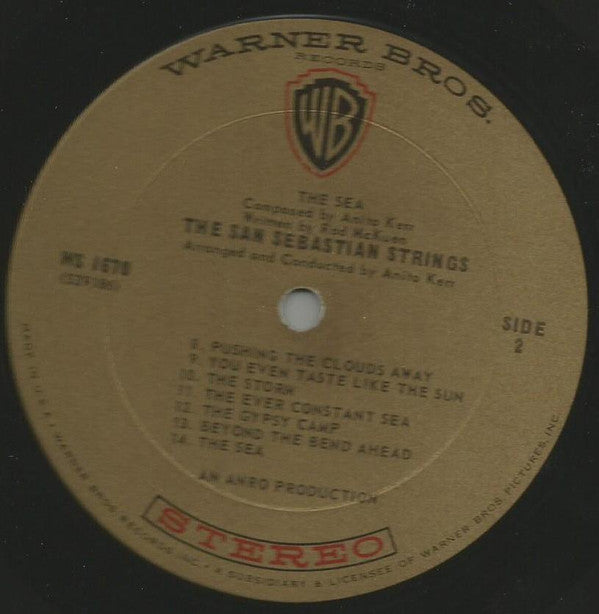 WARNER BROS.
RECORDS
WB
THE SEA
Composed by Anita Kerr
Written by Rod McKuen
THE SAN SEBASTIAN STRINGS
Arranged and Conducted by Anita Kerr
WS 1670
(S39186)
SIDE
2
8. PUSHING THE CLOUDS AWAY
9. YOU EVEN TASTE LIKE THE SUN
10. THE STORM
11. THE EVER CONSTANT SEA
12. THE GYPSY CAMP
13. BEYOND THE BEND AHEAD
14. THE SEA
AN ANRD PRODUCTION
STEREO
MADE IN U.S.A. WARNER BROS. RECORDS INC. • A SUBSIDIARY & LICENSEE OF WARNER BROS. PICTURES, INC.